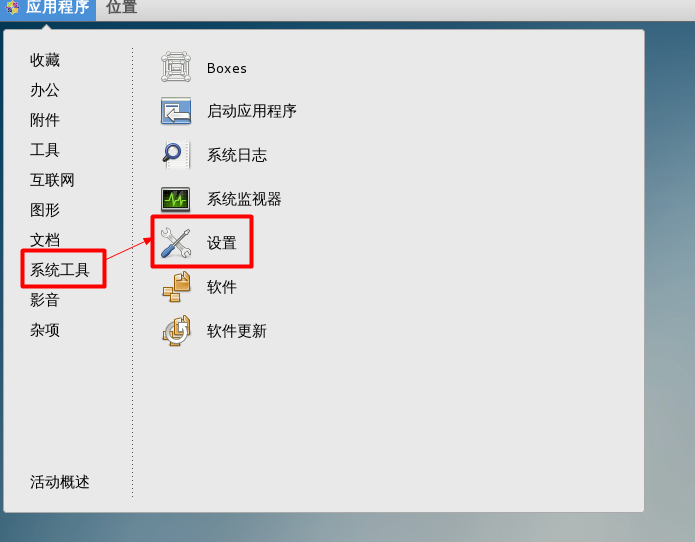 应用程序 位置
收藏
办公
附件
工具
互联网
图形
文档
系统工具
影音
杂项
活动概述
Boxes
启动应用程序
系统日志
系统监视器
设置
软件
软件更新